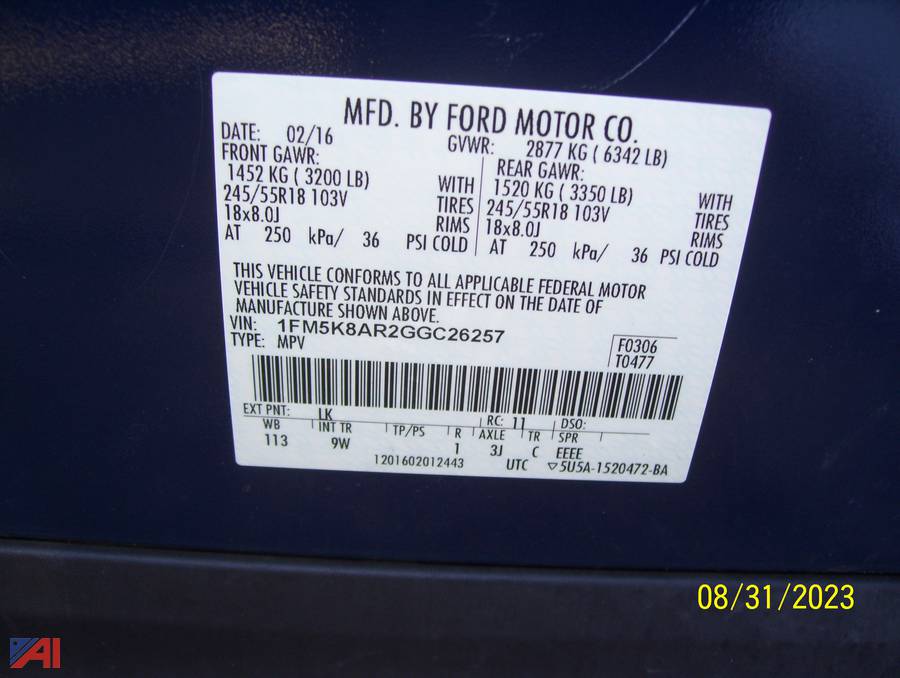 MFD. BY FORD MOTOR CO.
DATE: 02/16 GVWR: 2877 KG ( 6342 LB)
FRONT GAWR: REAR GAWR:
1452 KG ( 3200 LB) WITH 1520 KG ( 3350 LB) WITH
245/55R18 103V TIRES 245/55R18 103V TIRES
18x8.0J RIMS 18x8.0J RIMS
AT 250 kPa/ 36 PSI COLD AT 250 kPa/ 36 PSI COLD
THIS VEHICLE CONFORMS TO ALL APPLICABLE FEDERAL MOTOR
VEHICLE SAFETY STANDARDS IN EFFECT ON THE DATE OF
MANUFACTURE SHOWN ABOVE.
VIN: 1FM5K8AR2GGC26257 F0306
TYPE: MPV T0477
EXT PNT: LK RC: 11 DSO:
WB INT TR TP/PS R AXLE TR SPR
113 9W 1 3J C EEEE
1201602012443 UTC ▽5U5A-1520472-BA
08/31/2023
AI